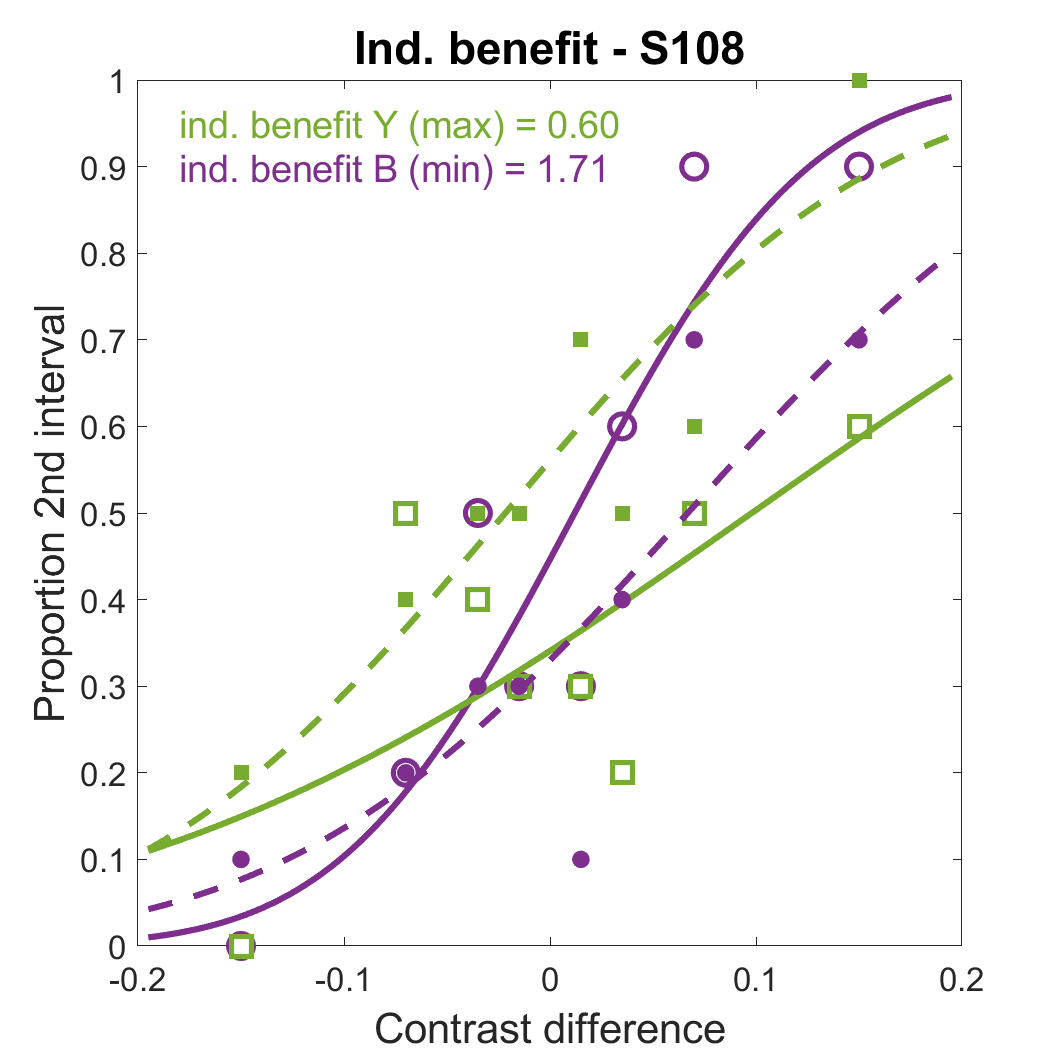 Ind. benefit - S108
ind. benefit Y (max) = 0.60
ind. benefit B (min) = 1.71
1
0.9
0.8
0.7
0.6
0.5
0.4
0.3
0.2
0.1
0
Proportion 2nd interval
-0.2 -0.1 0 0.1 0.2
Contrast difference